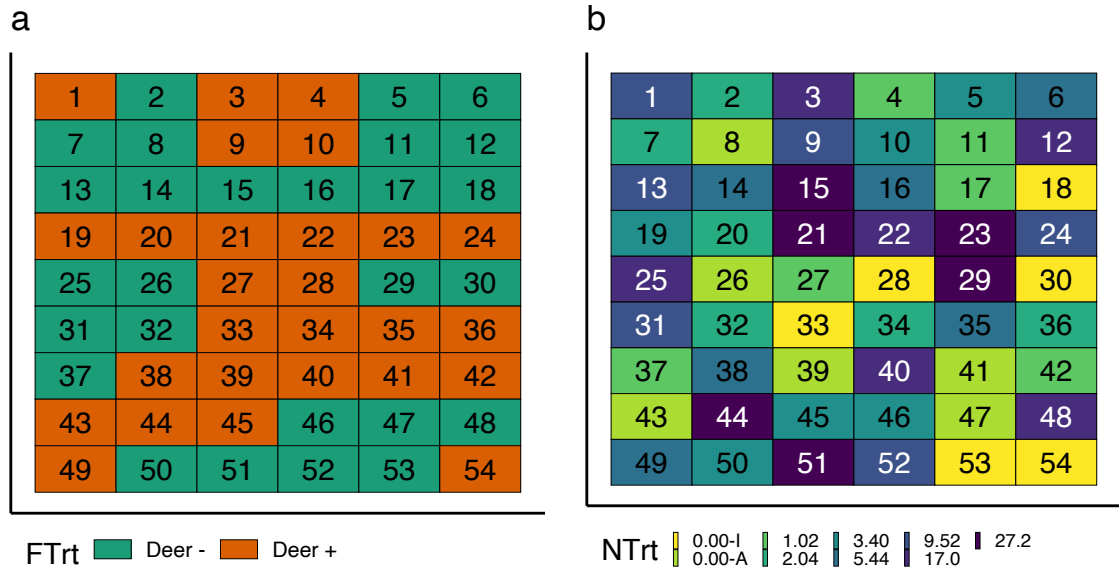 a b
1 2 3 4 5 6 1 2 3 4 5 6
7 8 9 10 11 12 7 8 9 10 11 12
13 14 15 16 17 18 13 14 15 16 17 18
19 20 21 22 23 24 19 20 21 22 23 24
25 26 27 28 29 30 25 26 27 28 29 30
31 32 33 34 35 36 31 32 33 34 35 36
37 38 39 40 41 42 37 38 39 40 41 42
43 44 45 46 47 48 43 44 45 46 47 48
49 50 51 52 53 54 49 50 51 52 53 54
FTrt Deer - Deer +
NTrt 0.00-I 1.02 3.40 9.52 27.2
0.00-A 2.04 5.44 17.0